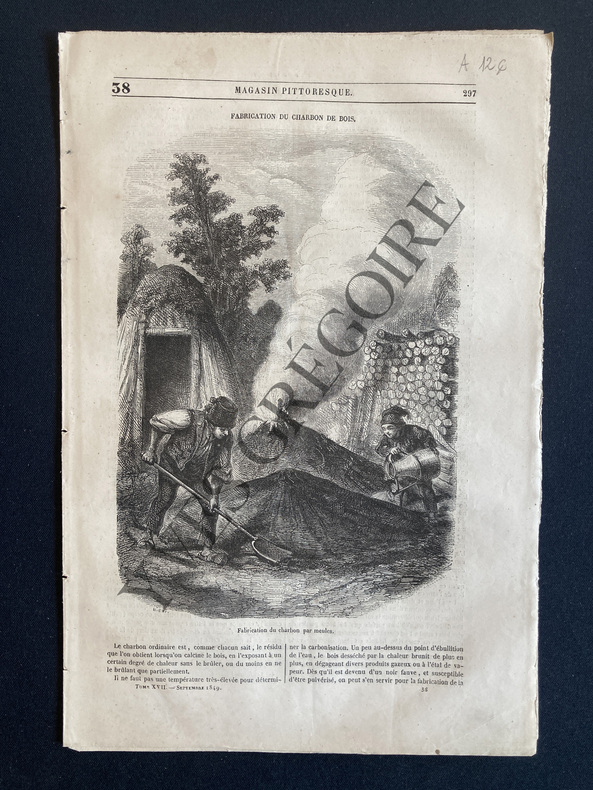 A 126
38
MAGASIN PITTORESQUE.
297
FABRICATION DU CHARBON DE BOIS.
GRÉGOIRE
Fabrication du charbon par meules.
Le charbon ordinaire est, comme chacun sait, le résidu
que l'on obtient lorsqu'on calcine le bois, en l'exposant à un
certain degré de chaleur sans le brûler, ou du moins en ne
le brûlant que partiellement.
Il ne faut pas une température très-élevée pour détermi-
TOME XVII. — SEPTEMBRE 1849.
ner la carbonisation. Un peu au-dessus du point d'ébullition
de l'eau, le bois desséché par la chaleur brunit de plus en
plus, en dégageant divers produits gazeux ou à l'état de va-
peur. Dès qu'il est devenu d'un noir fauve, et susceptible
d'être pulvérisé, on peut s'en servir pour la fabrication de la
38